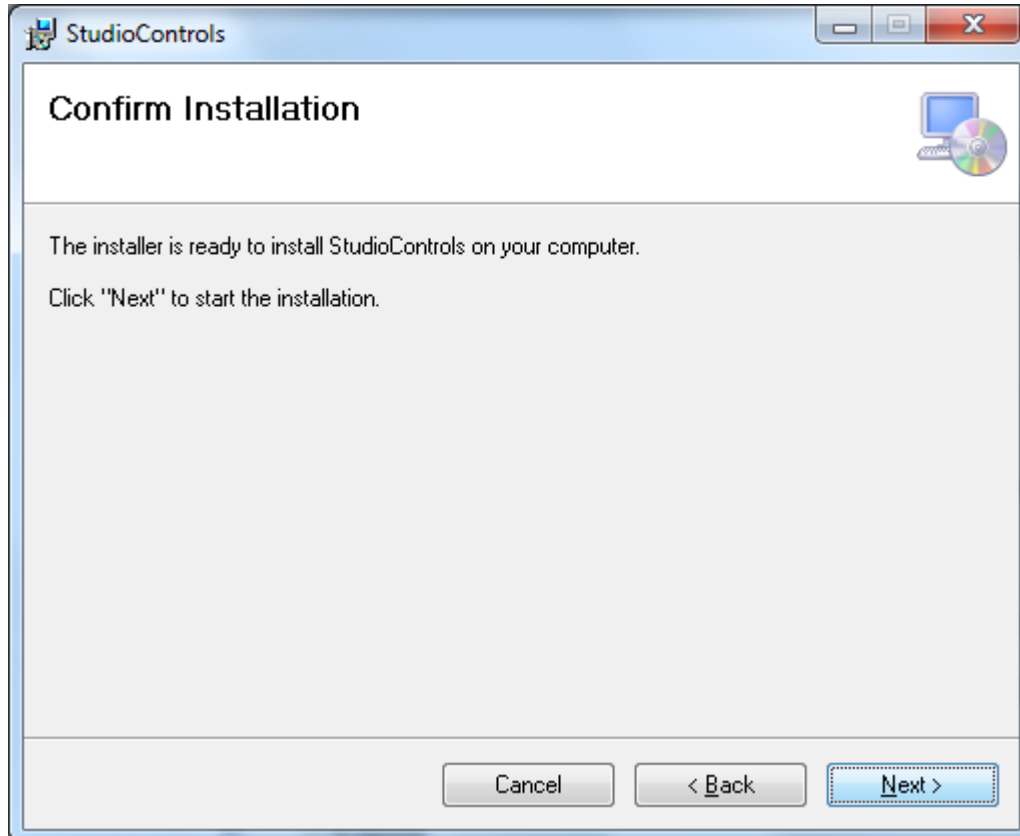 StudioControls
Confirm Installation
The installer is ready to install StudioControls on your computer.
Click "Next" to start the installation.
Cancel
< Back
Next >